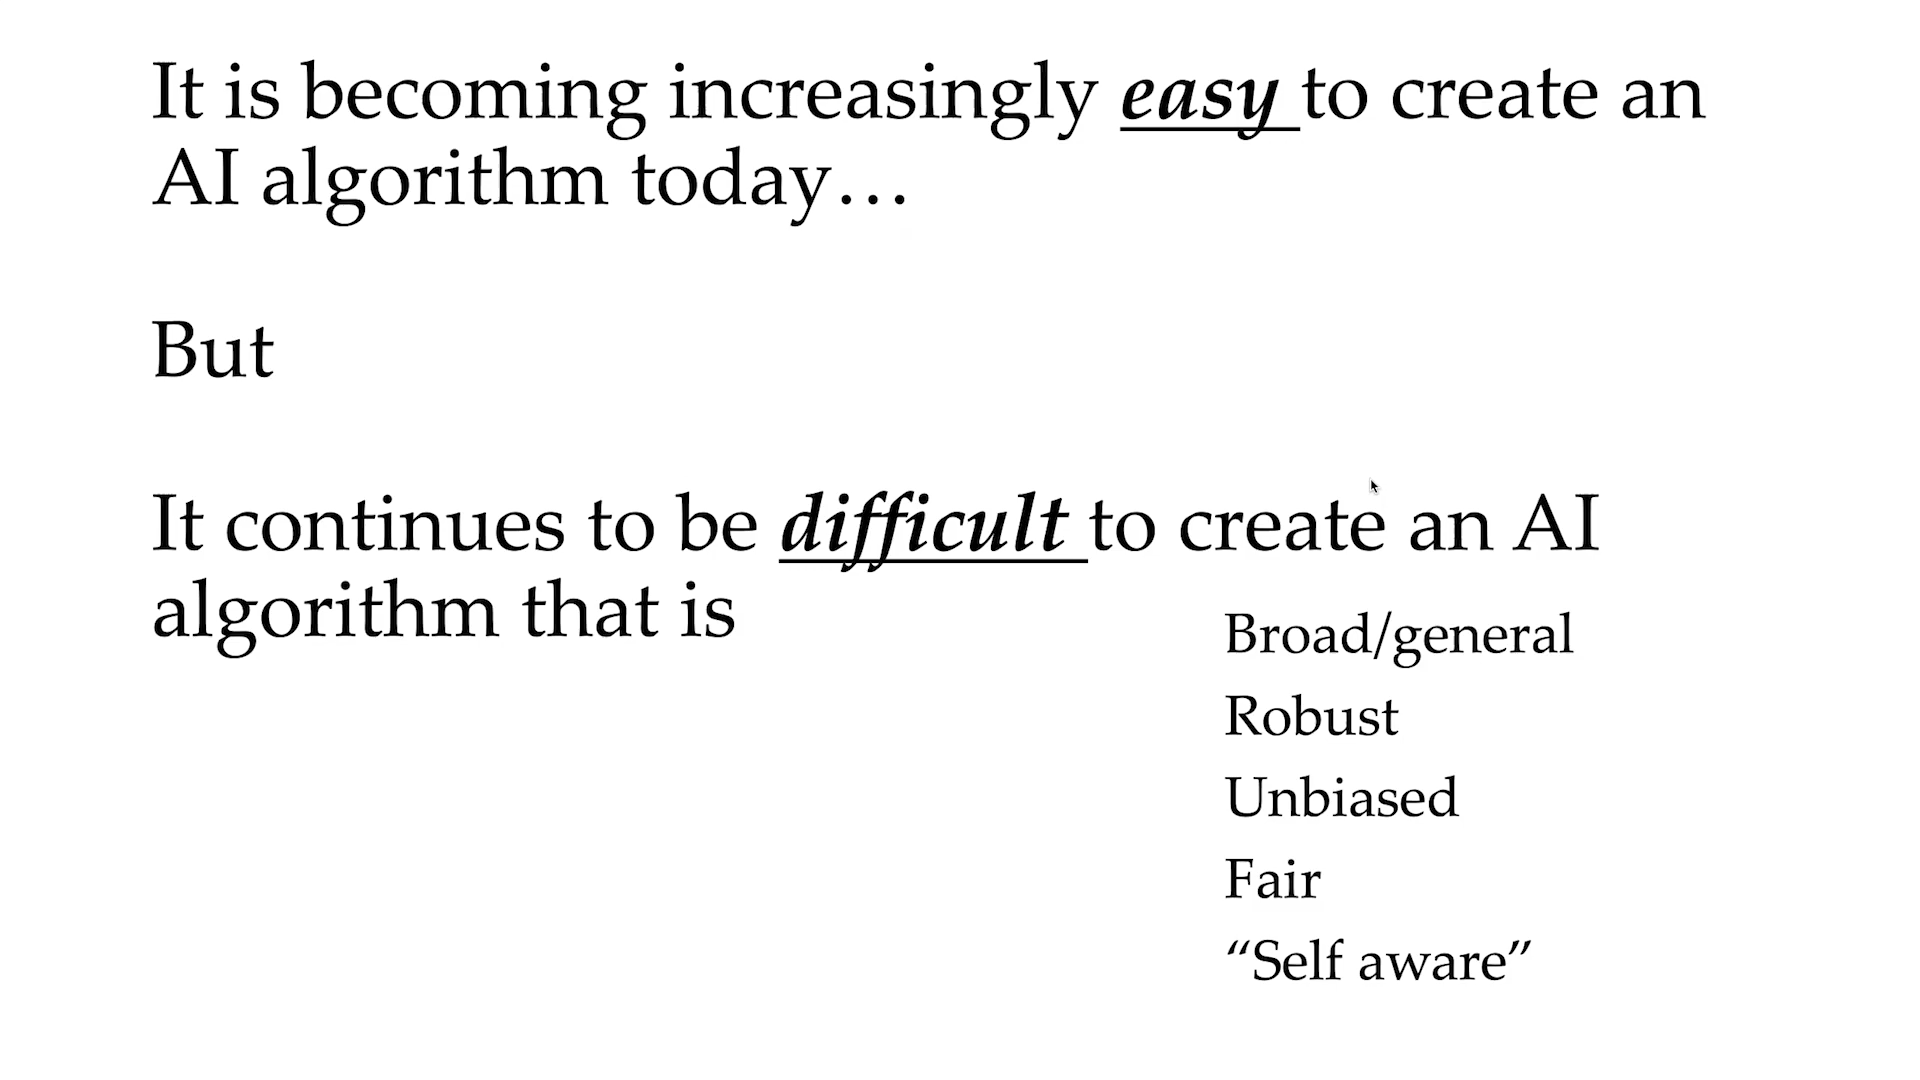 It is becoming increasingly easy to create an
AI algorithm today…
But
It continues to be difficult to create an AI
algorithm that is
Broad/general
Robust
Unbiased
Fair
“Self aware”